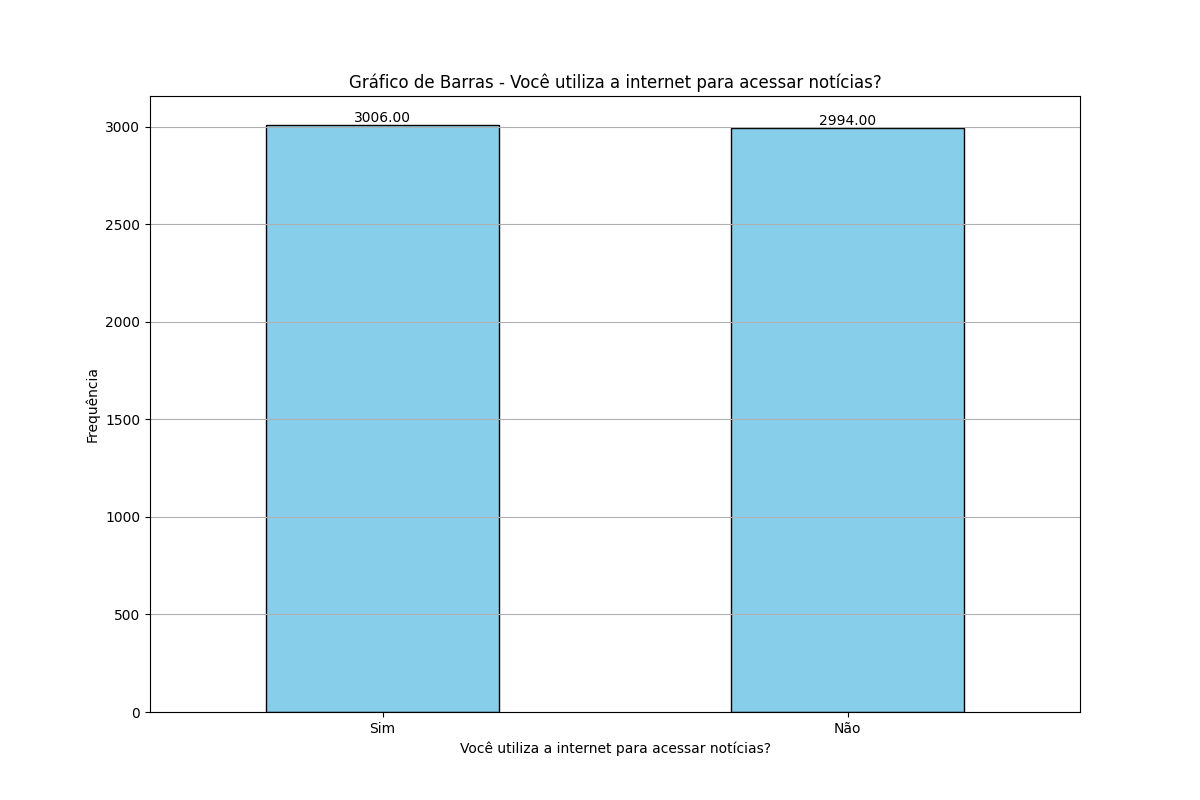 Gráfico de Barras - Você utiliza a internet para acessar notícias?
3006.00
2994.00
3000
2500
2000
1500
1000
500
0
Frequência
Sim
Não
Você utiliza a internet para acessar notícias?